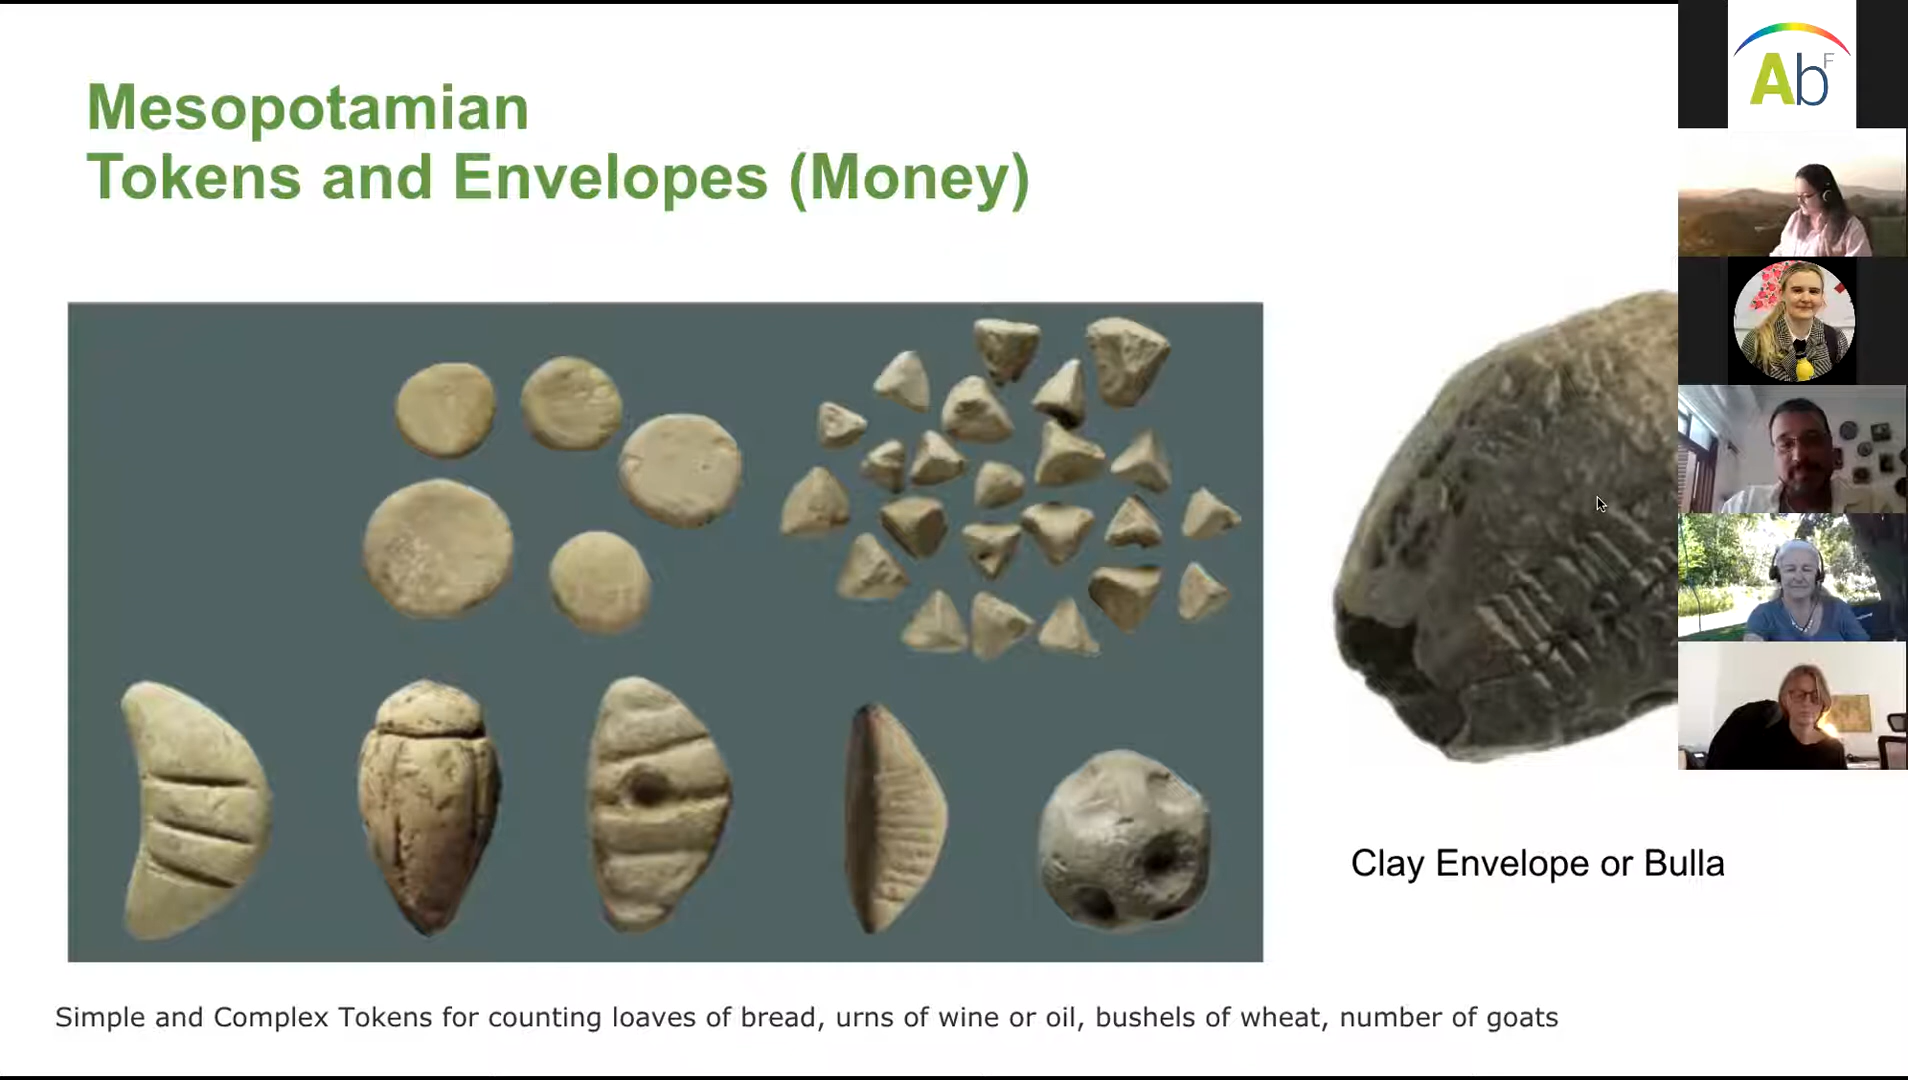 Mesopotamian
Tokens and Envelopes (Money)
AbF
Clay Envelope or Bulla
Simple and Complex Tokens for counting loaves of bread, urns of wine or oil, bushels of wheat, number of goats